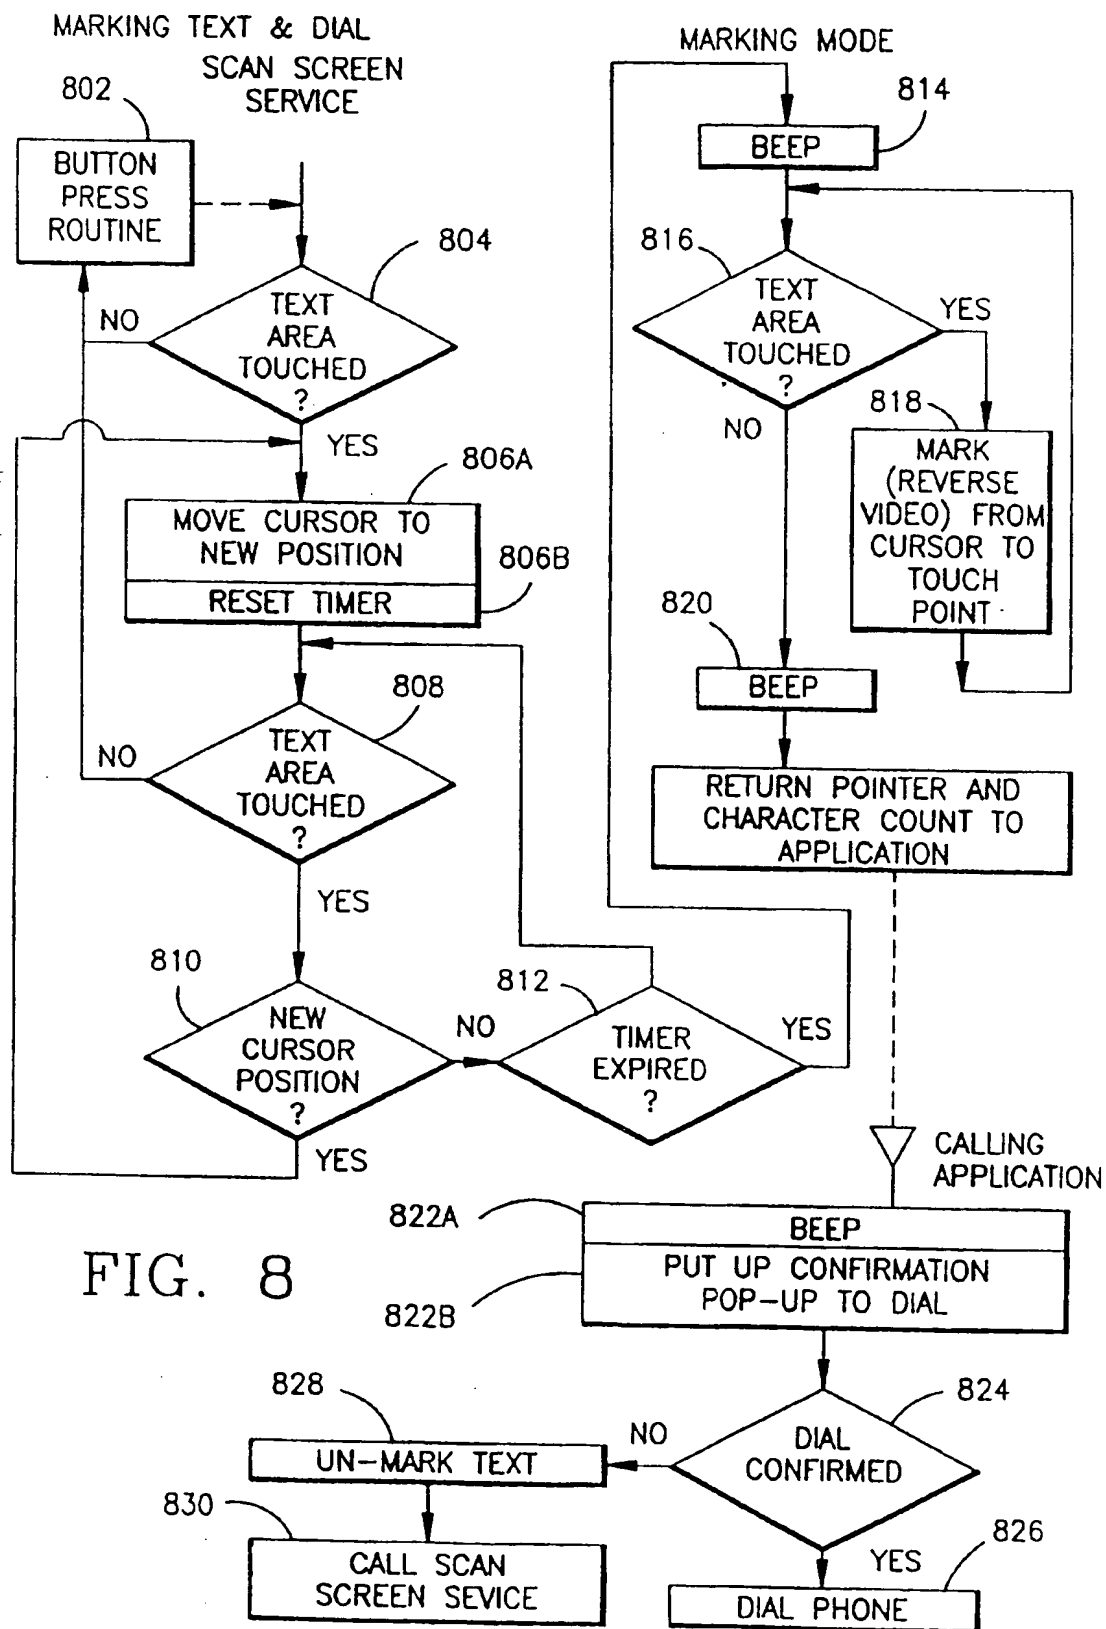 MARKING TEXT & DIAL
SCAN SCREEN
SERVICE
802
BUTTON
PRESS
ROUTINE
804
TEXT
AREA
TOUCHED
?
NO
YES
806A
MOVE CURSOR TO
NEW POSITION
806B
RESET TIMER
808
TEXT
AREA
TOUCHED
?
NO
YES
810
NEW
CURSOR
POSITION
?
NO
YES
812
TIMER
EXPIRED
?
YES
MARKING MODE
814
BEEP
816
TEXT
AREA
TOUCHED
?
YES
NO
818
MARK
(REVERSE
VIDEO) FROM
CURSOR TO
TOUCH
POINT
820
BEEP
RETURN POINTER AND
CHARACTER COUNT TO
APPLICATION
CALLING
APPLICATION
822A
BEEP
822B
PUT UP CONFIRMATION
POP-UP TO DIAL
824
DIAL
CONFIRMED
NO
YES
826
DIAL PHONE
828
UN-MARK TEXT
830
CALL SCAN
SCREEN SEVICE
FIG. 8